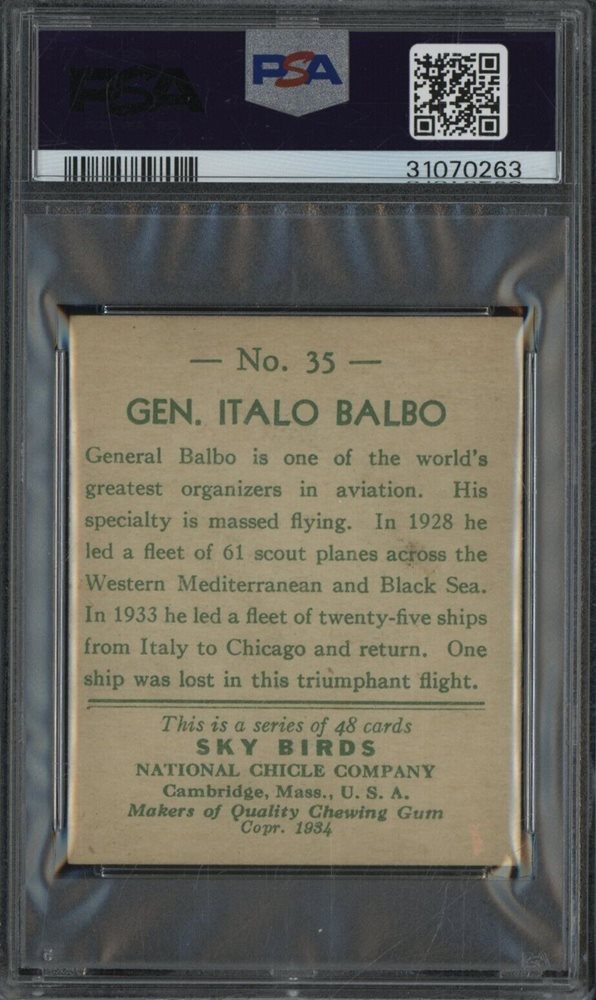 PSA
PSA
31070263
— No. 35 —
GEN. ITALO BALBO
General Balbo is one of the world's
greatest organizers in aviation. His
specialty is massed flying. In 1928 he
led a fleet of 61 scout planes across the
Western Mediterranean and Black Sea.
In 1933 he led a fleet of twenty-five ships
from Italy to Chicago and return. One
ship was lost in this triumphant flight.
This is a series of 48 cards
SKY BIRDS
NATIONAL CHICLE COMPANY
Cambridge, Mass., U. S. A.
Makers of Quality Chewing Gum
Copr. 1934